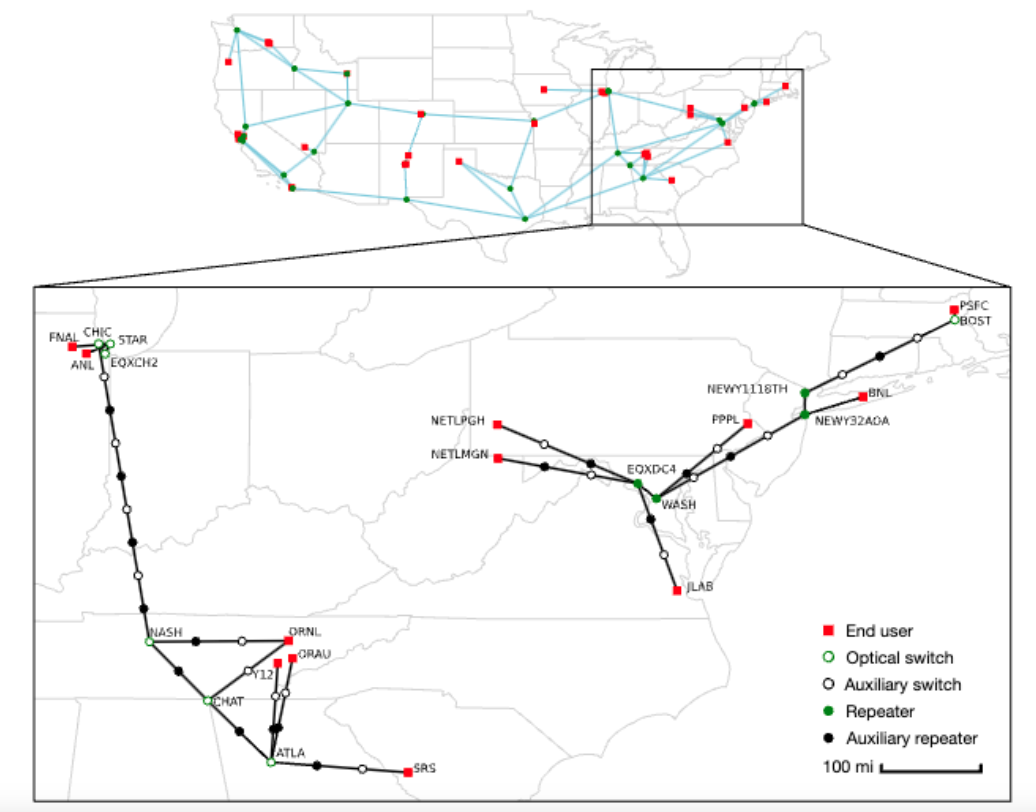 FNAL
CHIC
STAR
ANL
EQXCH2
PSFC
BOST
NEWY1118TH
BNL
NEWY32AOA
NETLPGH
PPPL
NETLMGN
EQXDC4
WASH
JLAB
NASH
ORNL
ORAU
Y12
CHAT
ATLA
SRS
End user
Optical switch
Auxiliary switch
Repeater
Auxiliary repeater
100 mi